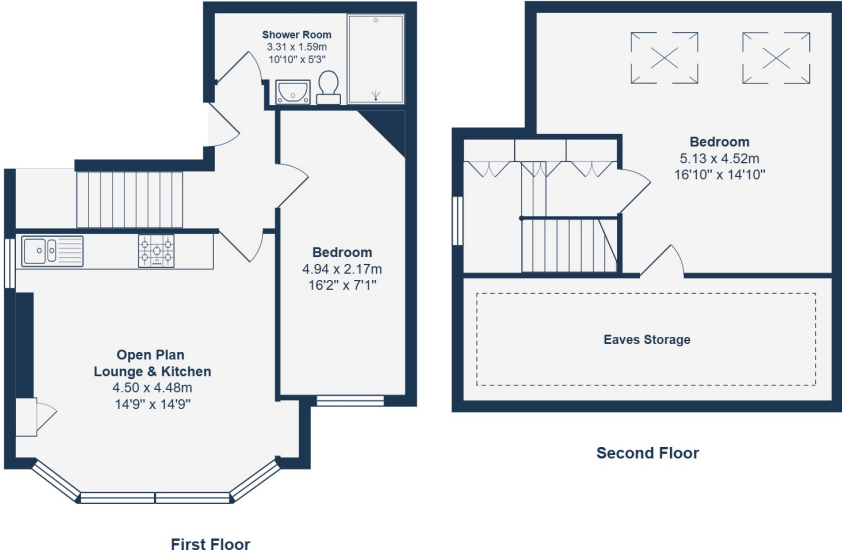 Shower Room
3.31 x 1.59m
10'10" x 5'3"
Bedroom
4.94 x 2.17m
16'2" x 7'1"
Open Plan
Lounge & Kitchen
4.50 x 4.48m
14'9" x 14'9"
First Floor
Bedroom
5.13 x 4.52m
16'10" x 14'10"
Eaves Storage
Second Floor